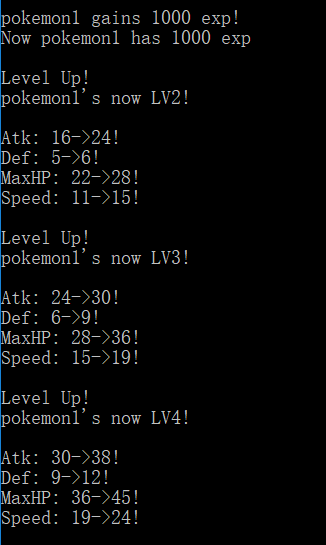 pokemon1 gains 1000 exp!
Now pokemon1 has 1000 exp
Level Up!
pokemon1's now LV2!
Atk: 16->24!
Def: 5->6!
MaxHP: 22->28!
Speed: 11->15!
Level Up!
pokemon1's now LV3!
Atk: 24->30!
Def: 6->9!
MaxHP: 28->36!
Speed: 15->19!
Level Up!
pokemon1's now LV4!
Atk: 30->38!
Def: 9->12!
MaxHP: 36->45!
Speed: 19->24!